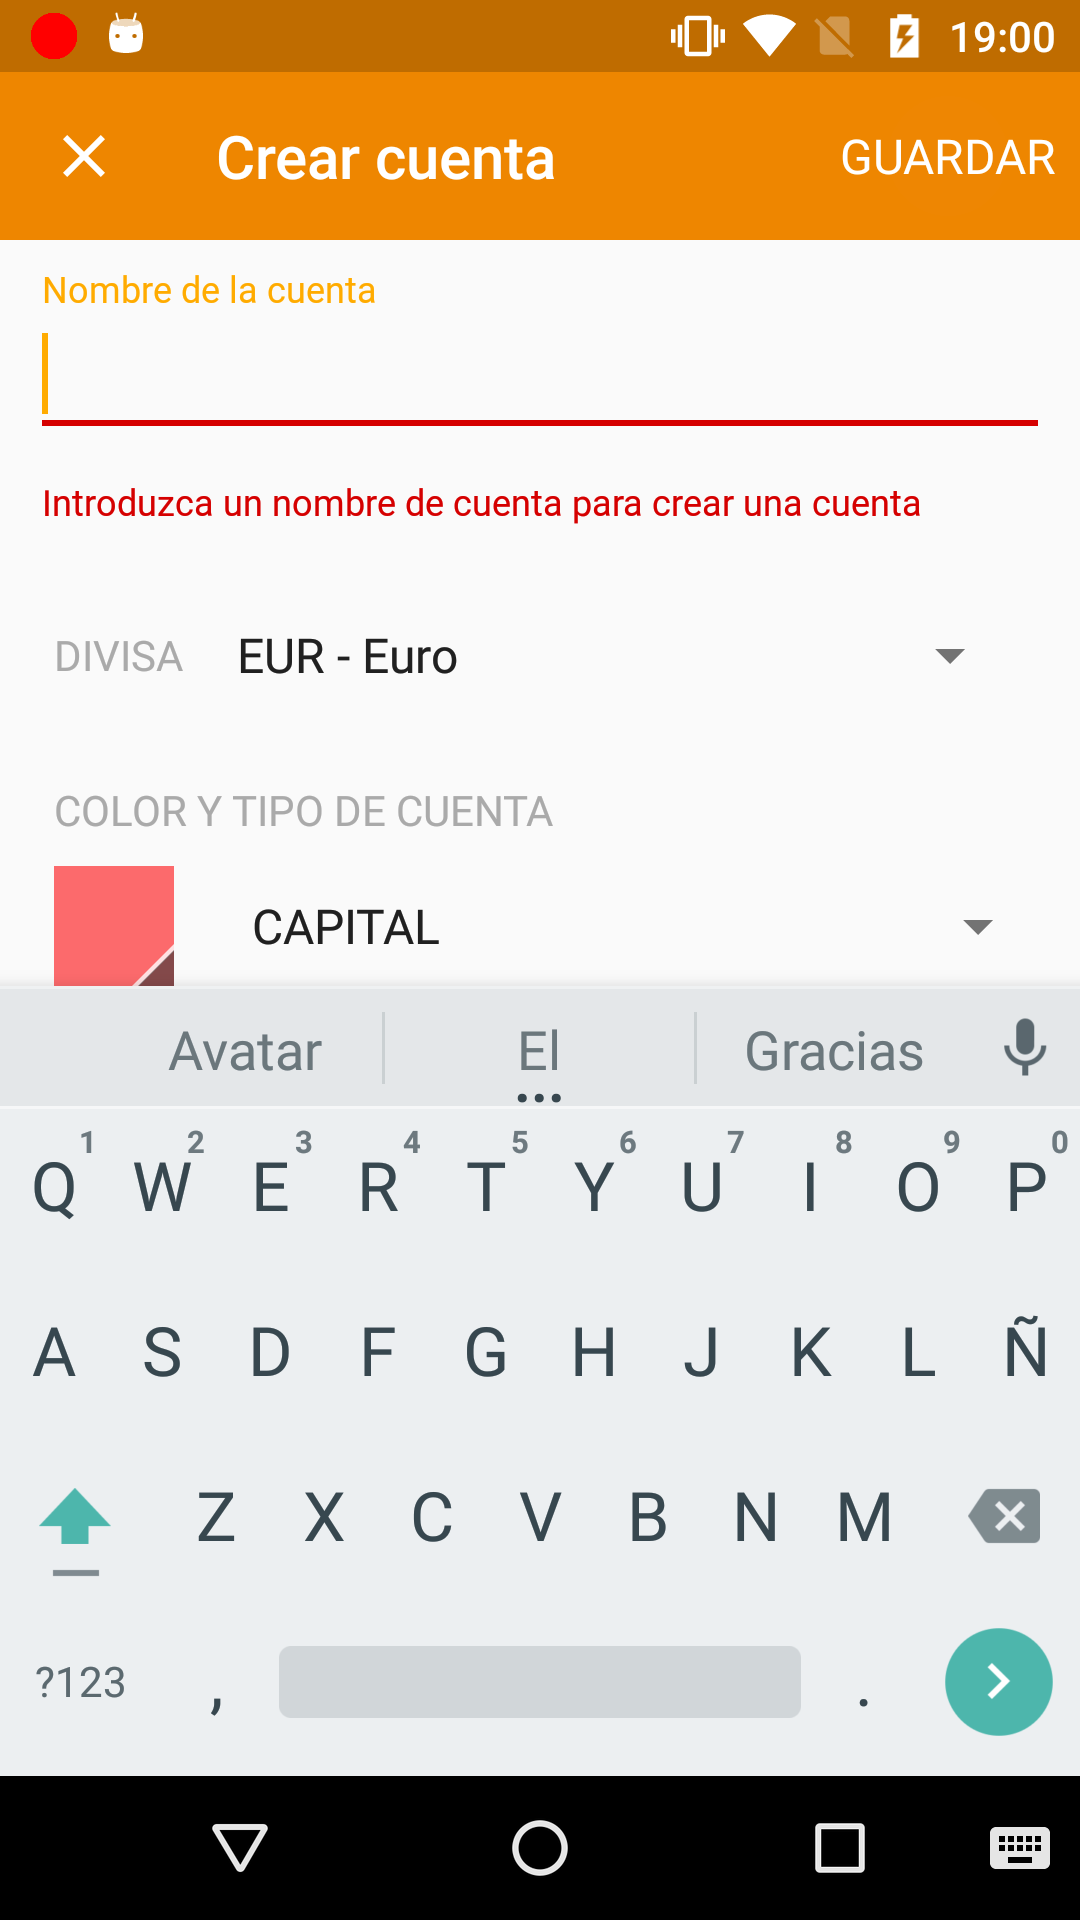 19:00
Crear cuenta
GUARDAR
Nombre de la cuenta
Introduzca un nombre de cuenta para crear una cuenta
DIVISA EUR - Euro
COLOR Y TIPO DE CUENTA
CAPITAL
Avatar El Gracias
1 2 3 4 5 6 7 8 9 0
Q W E R T Y U I O P
A S D F G H J K L Ñ
Z X C V B N M
?123 , .